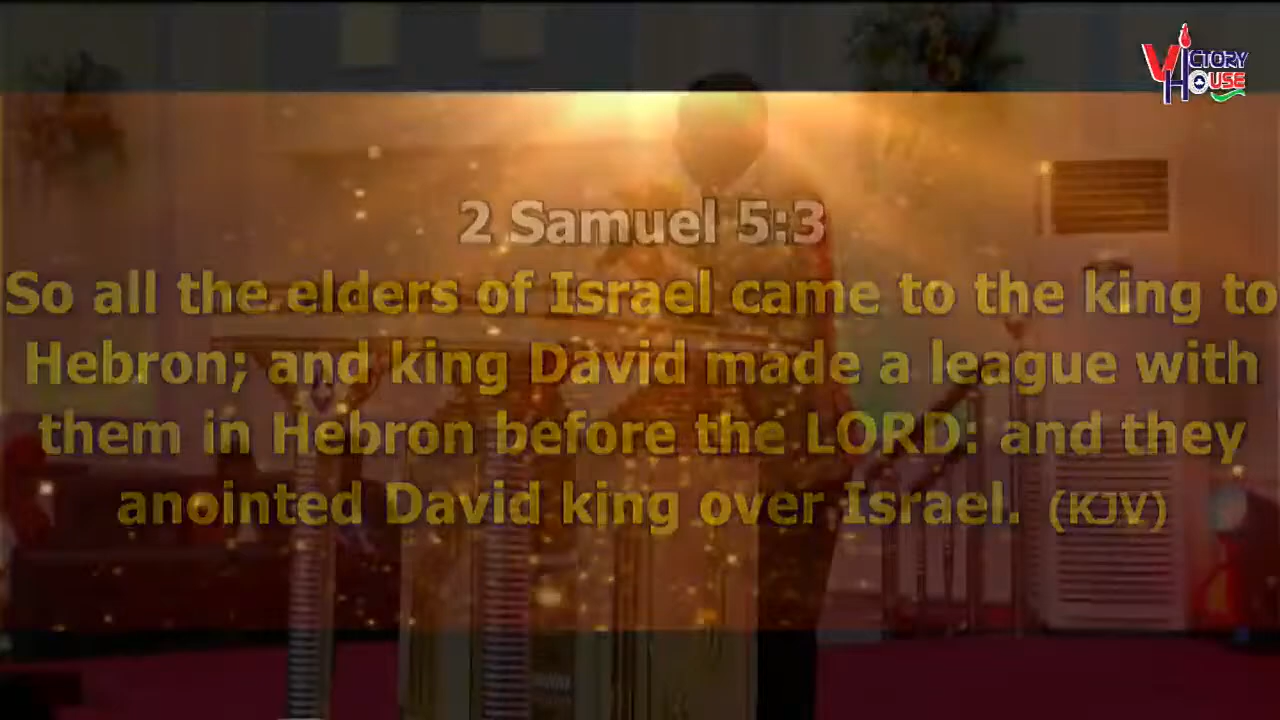 VICTORY
HOUSE
2 Samuel 5:3
So all the elders of Israel came to the king to
Hebron; and king David made a league with
them in Hebron before the LORD: and they
anointed David king over Israel. (KJV)